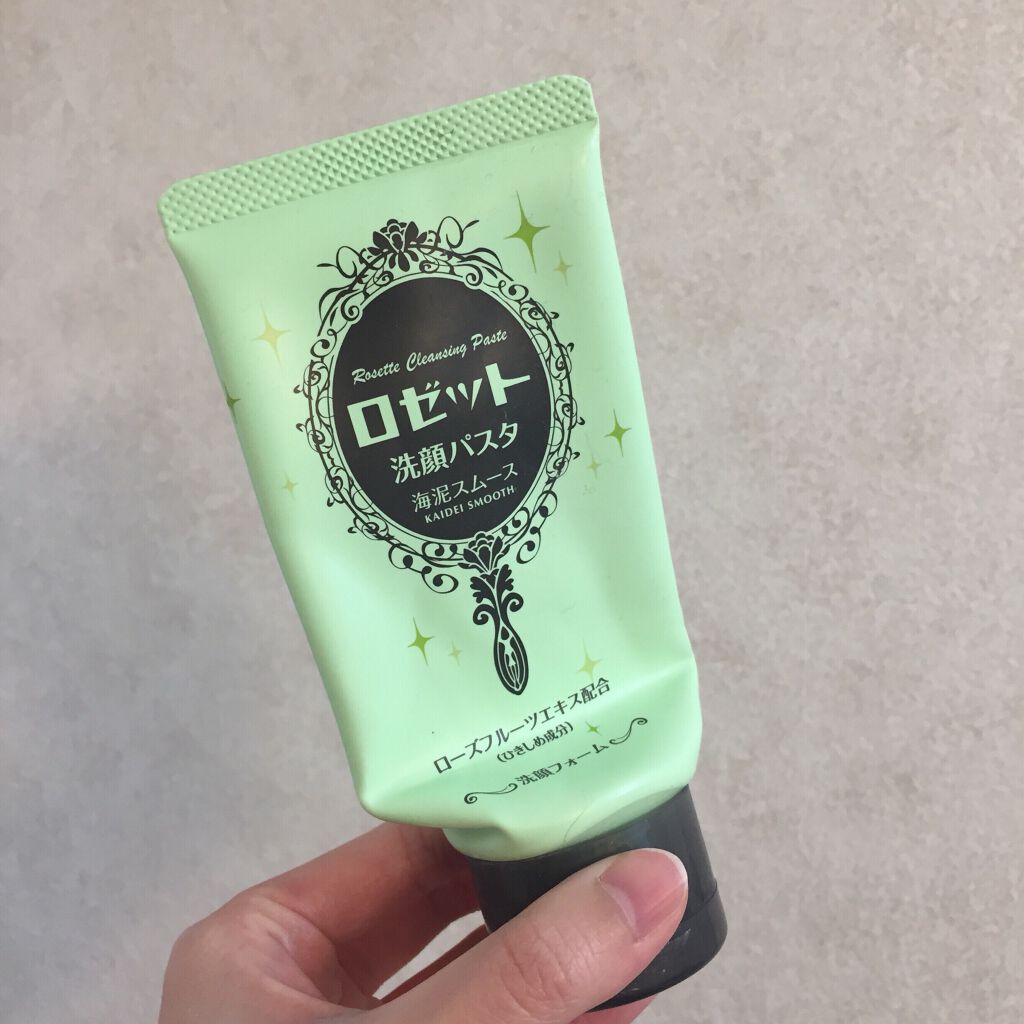 Rosette Cleansing Paste
ロゼット
洗顔パスタ
海泥スムース
KAIDEI SMOOTH
ローズフルーツエキス配合
(ひきしめ成分)
洗顔フォーム